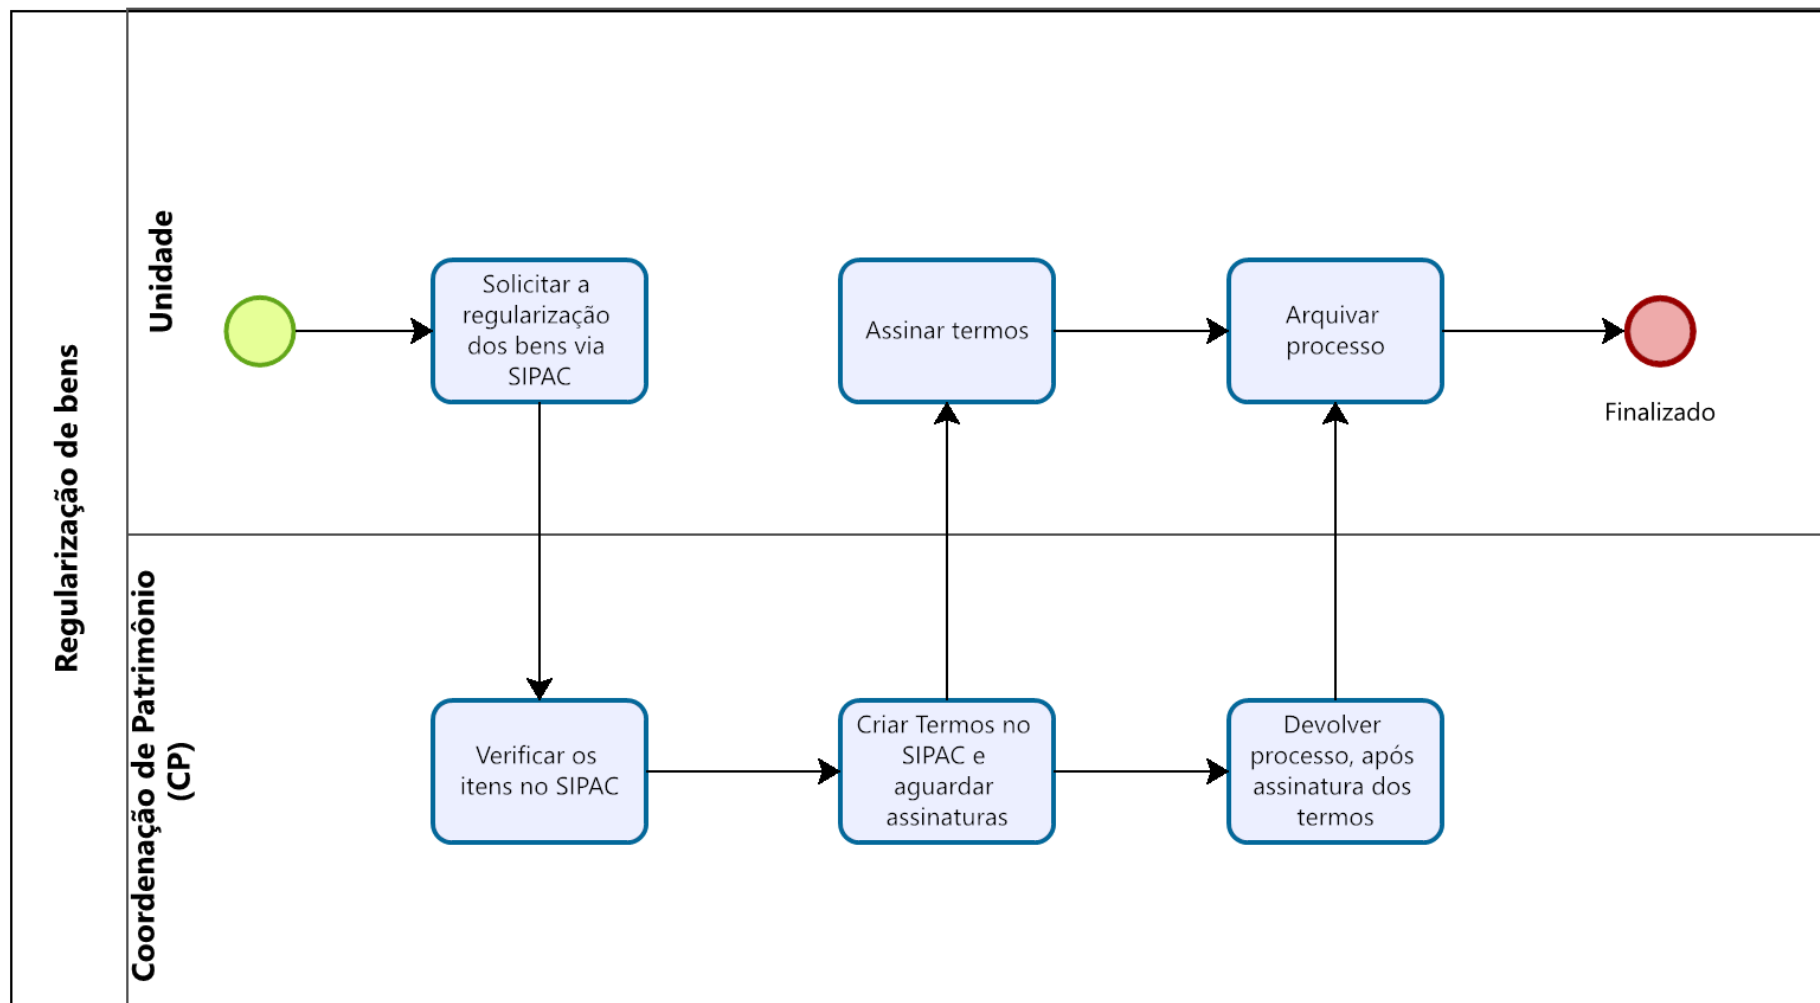 Regularização de bens
Unidade
Solicitar a
regularização
dos bens via
SIPAC
Assinar termos
Arquivar
processo
Finalizado
Coordenação de Patrimônio
(CP)
Verificar os
itens no SIPAC
Criar Termos no
SIPAC e
aguardar
assinaturas
Devolver
processo, após
assinatura dos
termos